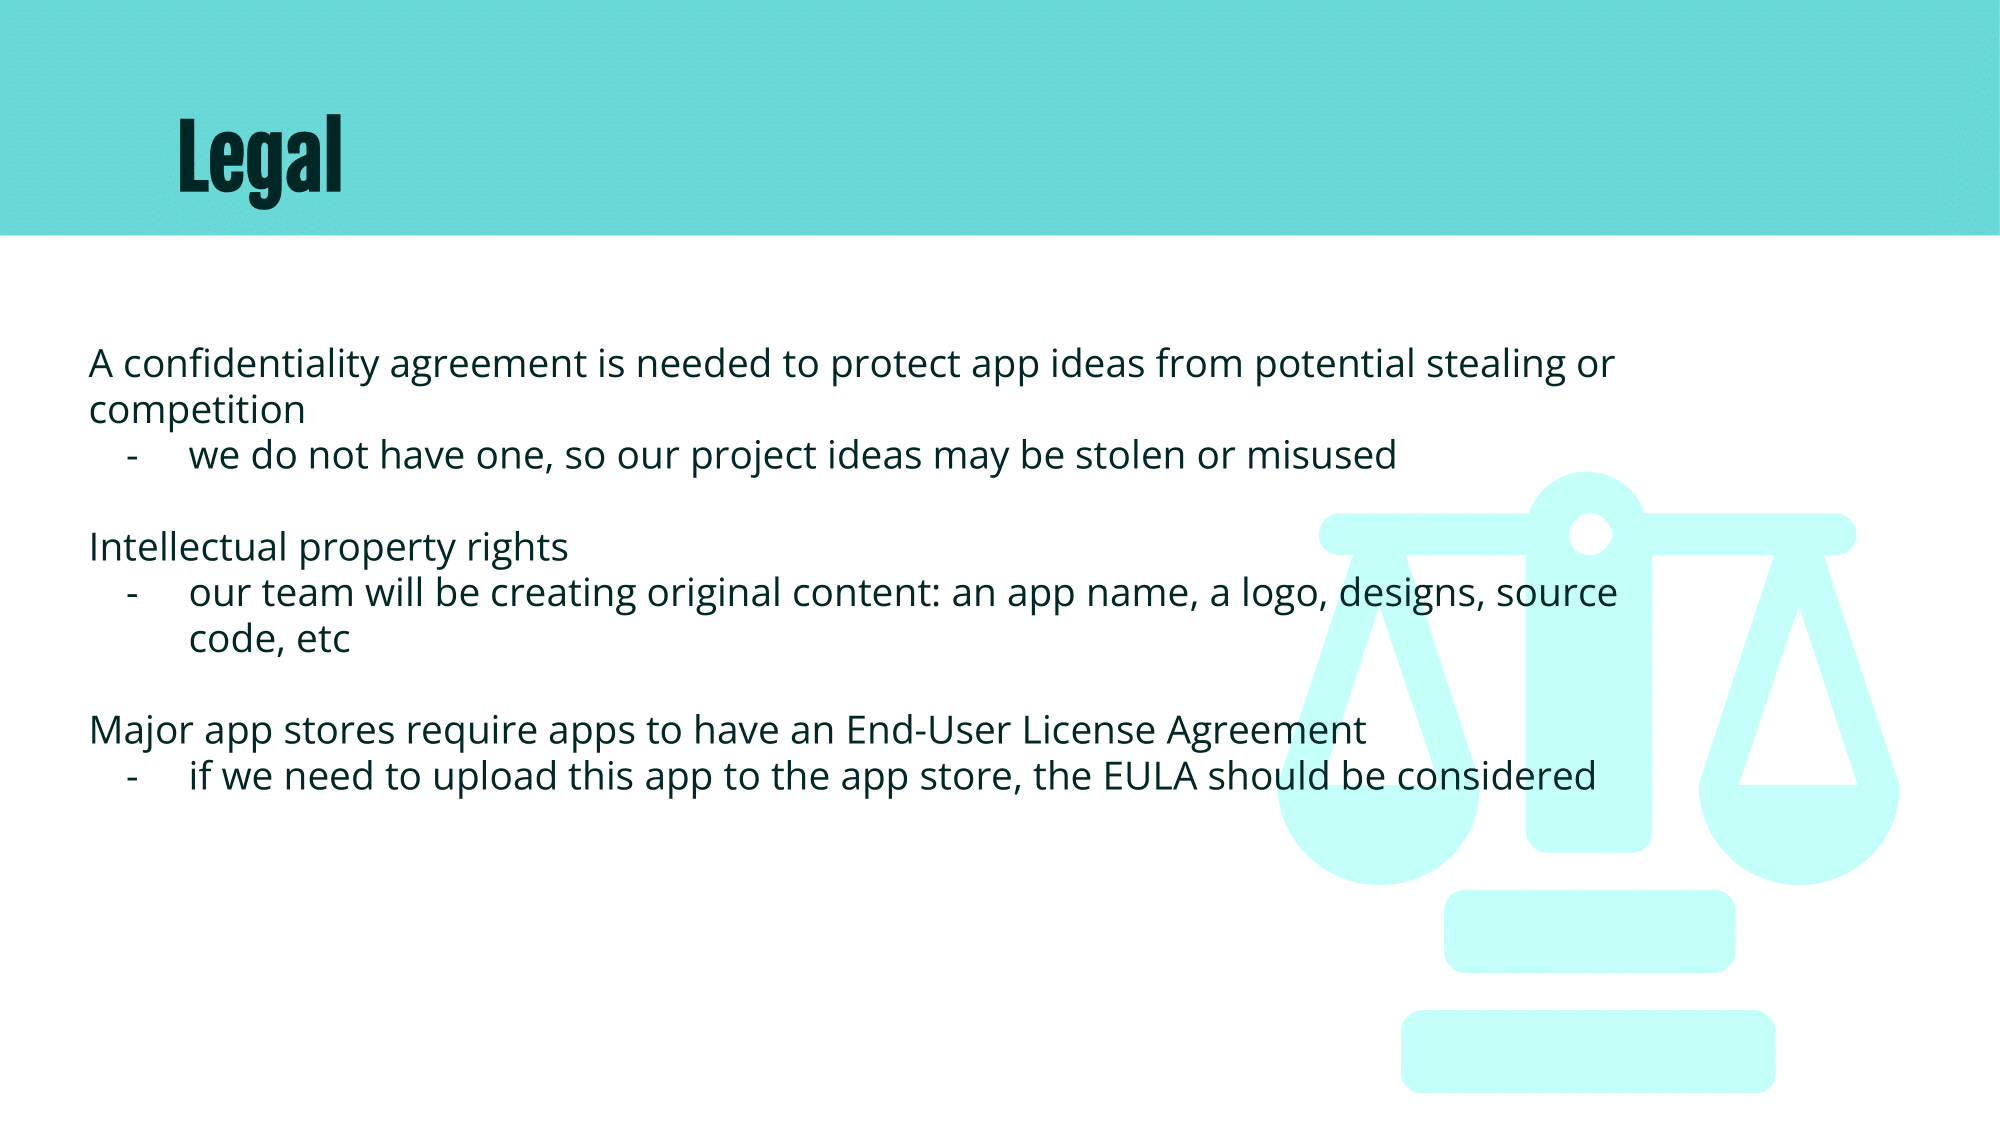 Legal
A confidentiality agreement is needed to protect app ideas from potential stealing or
competition
- we do not have one, so our project ideas may be stolen or misused
Intellectual property rights
- our team will be creating original content: an app name, a logo, designs, source
code, etc
Major app stores require apps to have an End-User License Agreement
- if we need to upload this app to the app store, the EULA should be considered